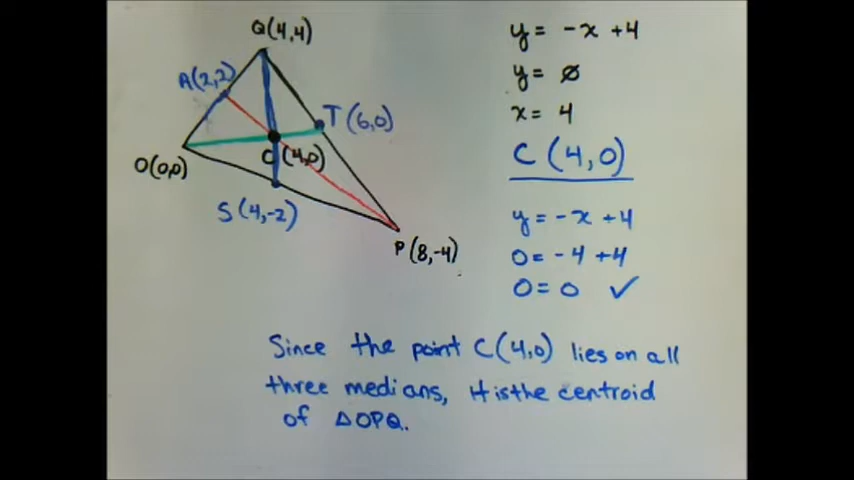 Q(4,4)
A(2,2)
T(6,0)
C(4,0)
O(0,0)
S(4,-2)
P(8,-4)
y = -x +4
y = ∅
x = 4
C (4,0)
y = -x +4
0 = -4 +4
0 = 0 ✓
Since the point C(4,0) lies on all
three medians, it is the centroid
of △OPQ.